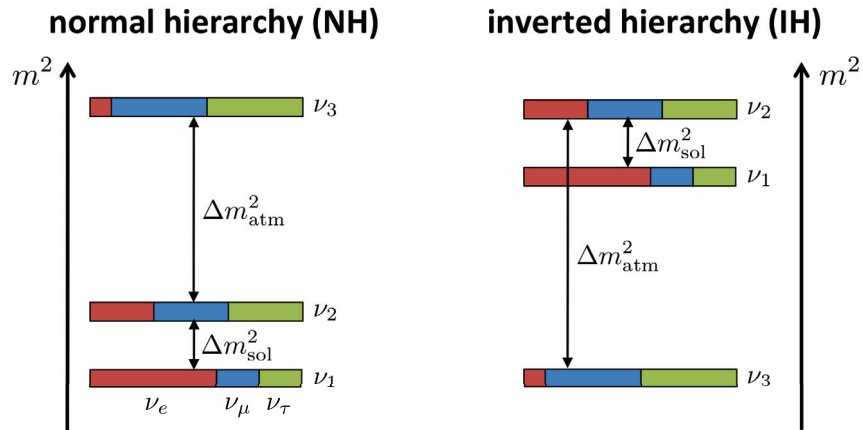 normal hierarchy (NH)
m²
ν₃
Δm²atm
ν₂
Δm²sol
ν₁
νₑ νμ ντ
inverted hierarchy (IH)
m²
ν₂
Δm²sol
ν₁
Δm²atm
ν₃